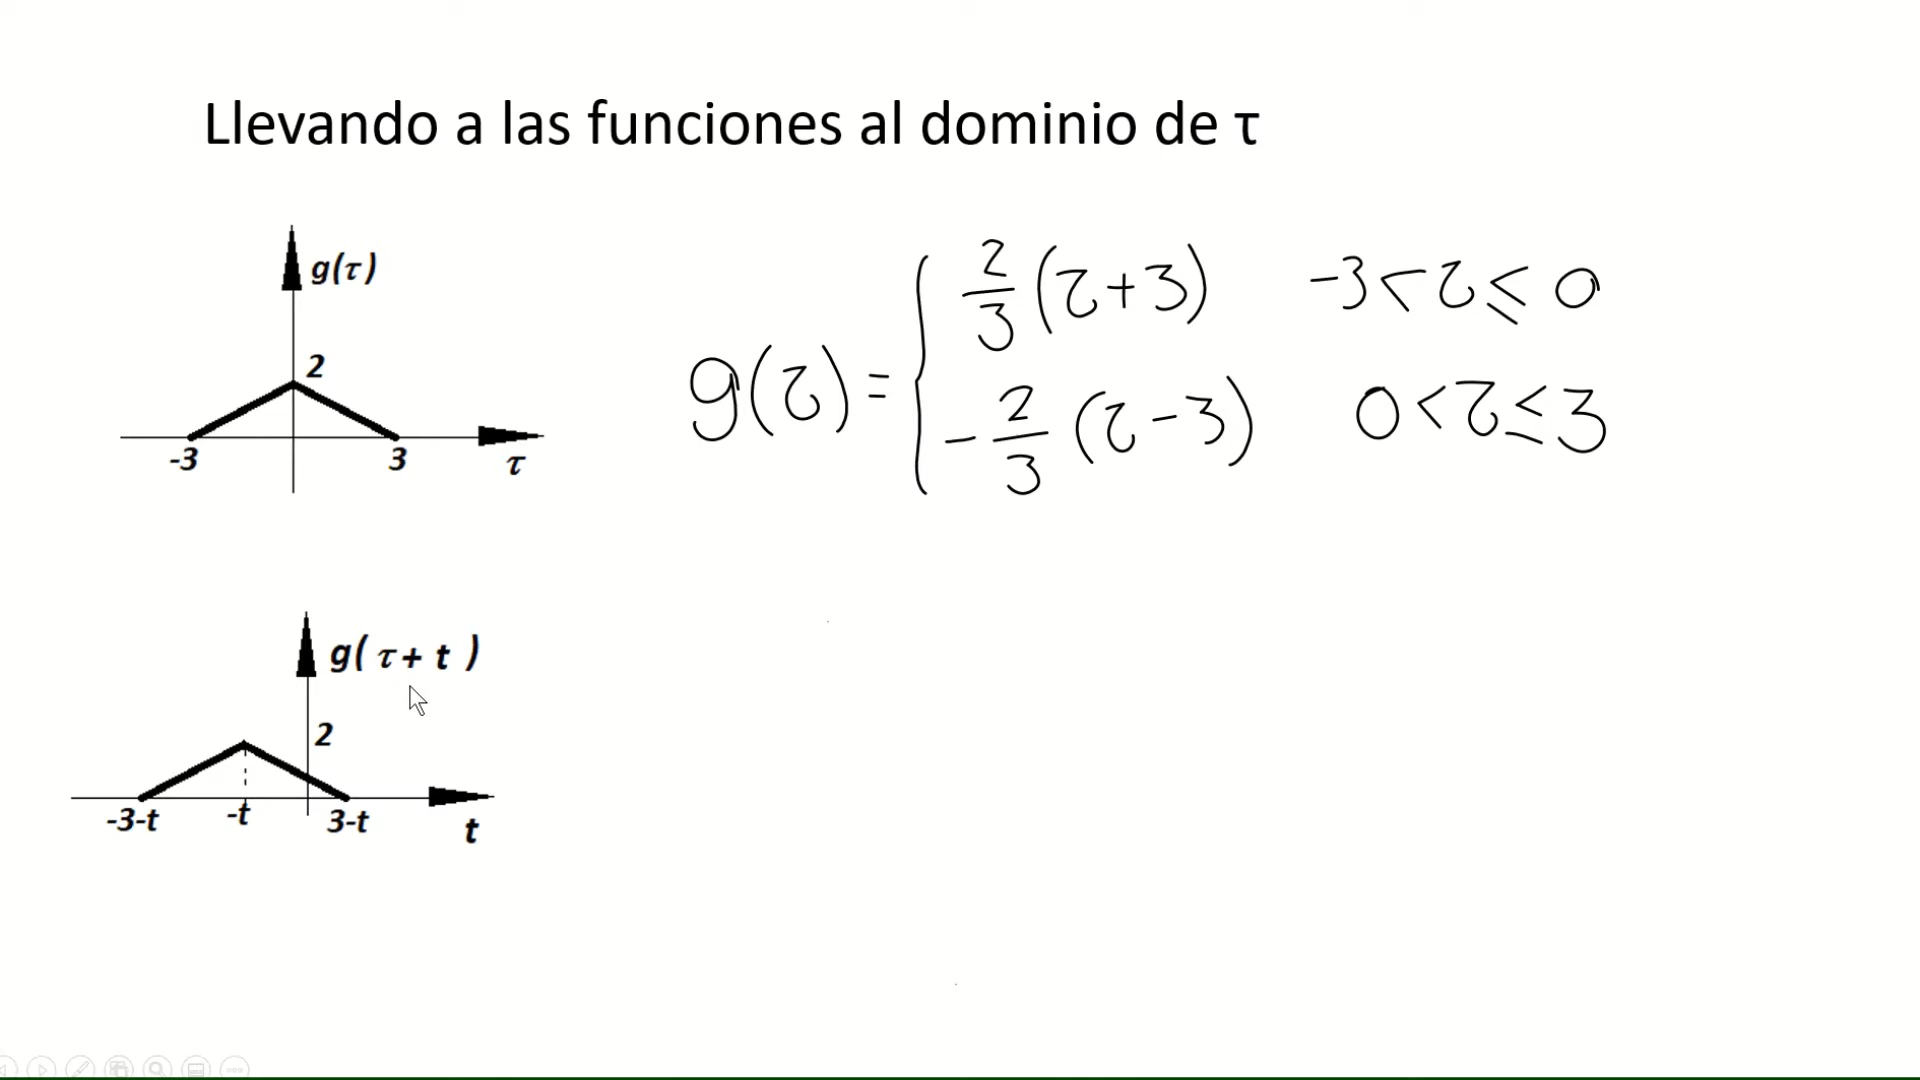 Llevando a las funciones al dominio de τ
g(τ)
2
-3
3
τ
g(τ)=
2/3 (τ+3) -3<τ≤0
-2/3 (τ-3) 0<τ≤3
g( τ+ t )
2
-3-t
-t
3-t
t